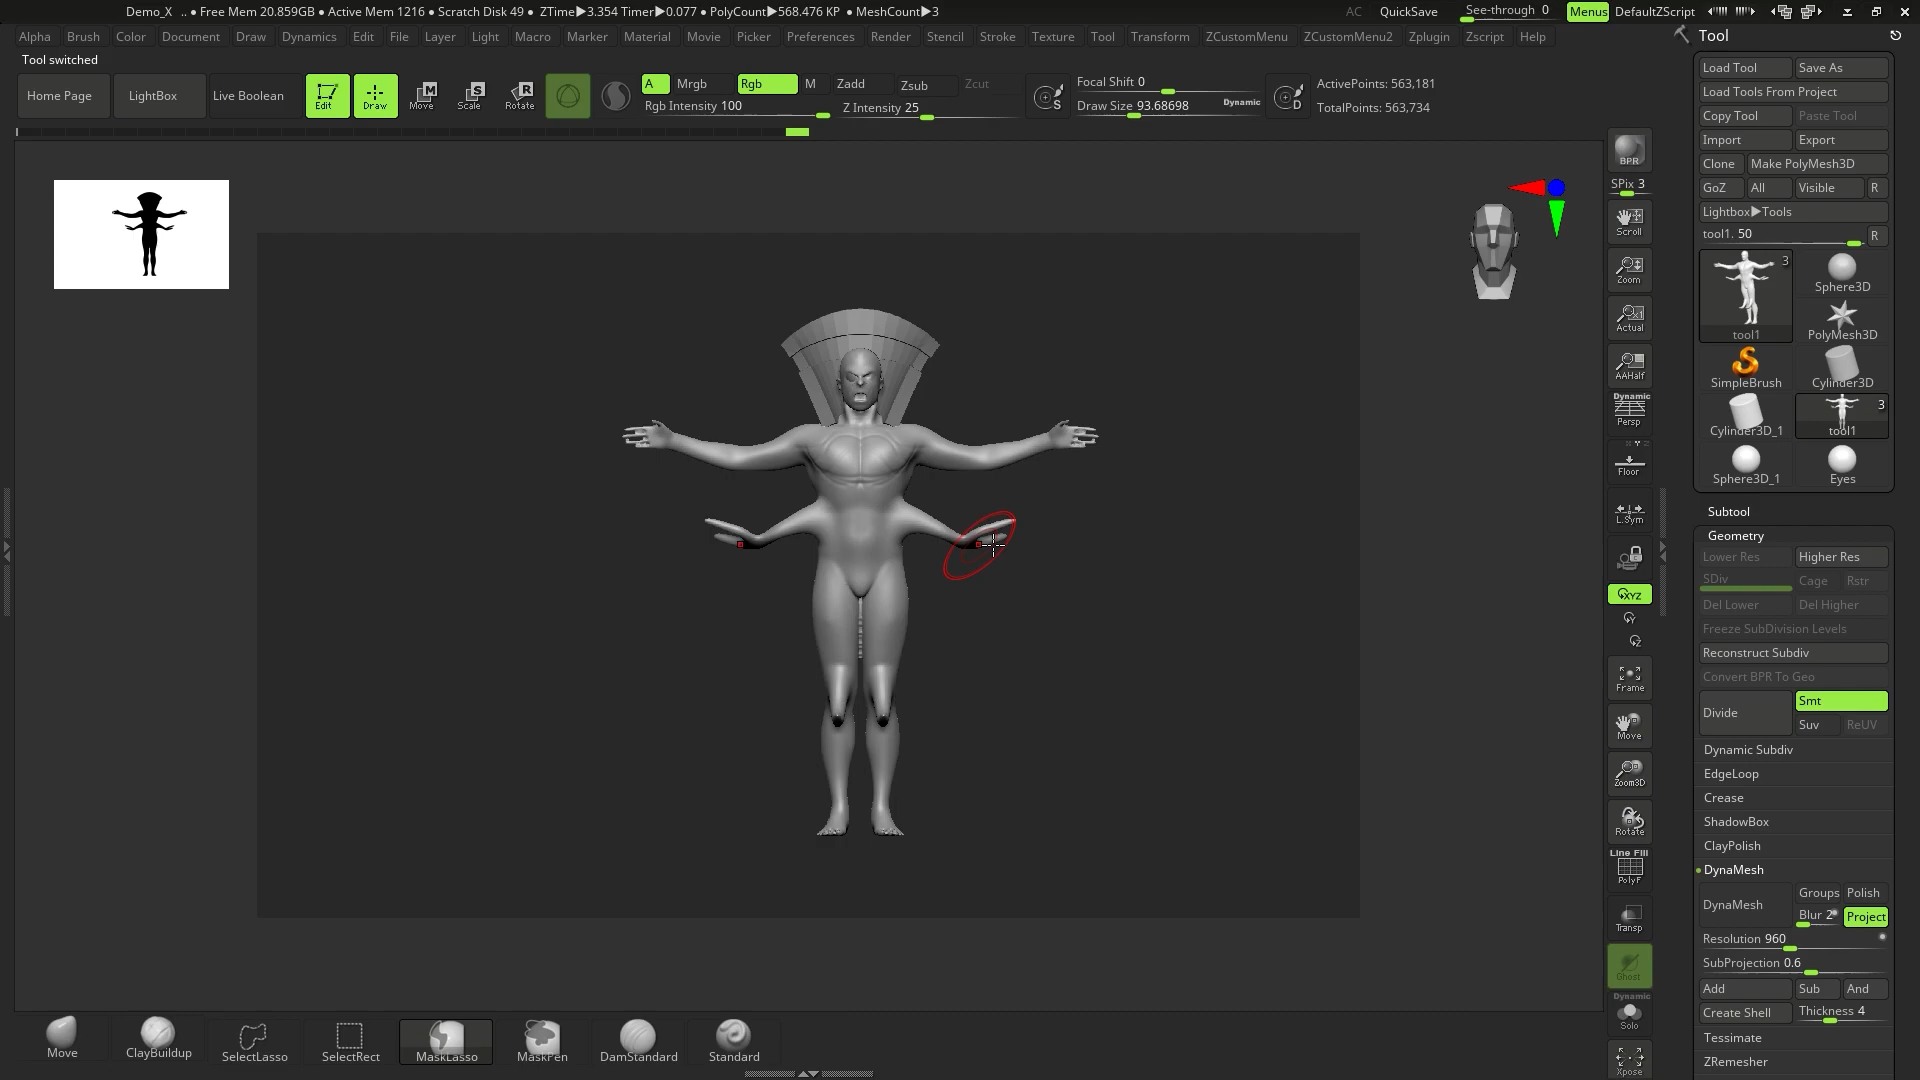 Demo_X .. • Free Mem 20.859GB • Active Mem 1216 • Scratch Disk 49 • ZTime▶3.354 Timer▶0.077 • PolyCount▶568.476 KP • MeshCount▶3
AC QuickSave See-through 0 Menus DefaultZScript
Alpha Brush Color Document Draw Dynamics Edit File Layer Light Macro Marker Material Movie Picker Preferences Render Stencil Stroke Texture Tool Transform ZCustomMenu ZCustomMenu2 Zplugin Zscript Help
Tool switched
Home Page LightBox Live Boolean Edit Draw Move Scale Rotate
M S R
A Mrgb Rgb M Zadd Zsub Zcut
Rgb Intensity 100 Z Intensity 25
S
Focal Shift 0
Draw Size 93.68698 Dynamic
D
ActivePoints: 563,181
TotalPoints: 563,734
BPR
SPix 3
Scroll
Zoom
Actual
AAHalf
Dynamic
Persp
Floor
L.Sym
XYZ
Y
Z
Frame
Move
Zoom3D
Rotate
Line Fill
PolyF
Transp
Ghost
Dynamic
Solo
Xpose
Tool
Load Tool Save As
Load Tools From Project
Copy Tool Paste Tool
Import Export
Clone Make PolyMesh3D
GoZ All Visible R
Lightbox▶Tools
tool1. 50 R
3
tool1 Sphere3D
PolyMesh3D
SimpleBrush Cylinder3D
3
Cylinder3D_1 tool1
Sphere3D_1 Eyes
Subtool
Geometry
Lower Res Higher Res
SDiv Cage Rstr
Del Lower Del Higher
Freeze SubDivision Levels
Reconstruct Subdiv
Convert BPR To Geo
Divide Smt
Suv ReUV
Dynamic Subdiv
EdgeLoop
Crease
ShadowBox
ClayPolish
DynaMesh
DynaMesh Groups Polish
Blur 2 Project
Resolution 960
SubProjection 0.6
Add Sub And
Create Shell Thickness 4
Tessimate
ZRemesher
Move ClayBuildup SelectLasso SelectRect MaskLasso MaskPen DamStandard Standard